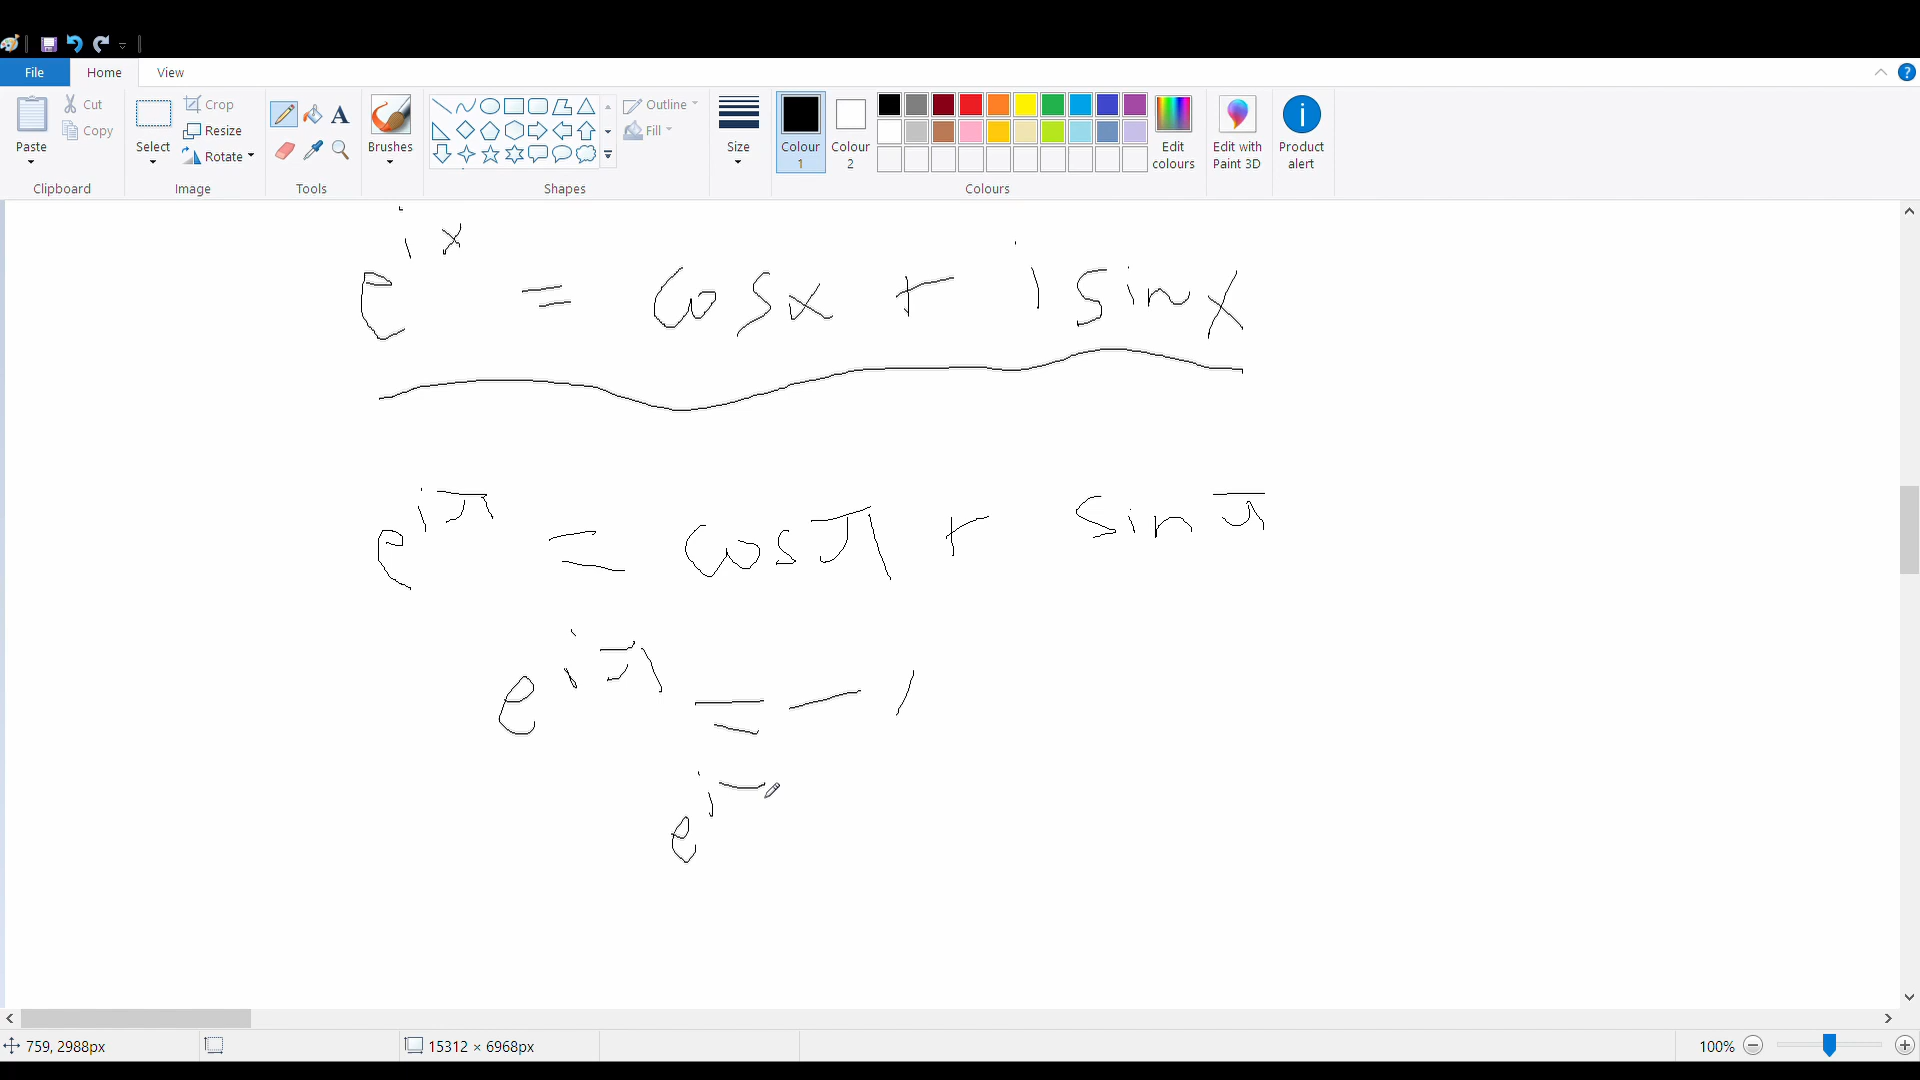 File Home View
Cut
Copy
Paste
Clipboard
Select
Crop
Resize
Rotate
Image
Tools
Brushes
Shapes
Outline
Fill
Size
Colour 1
Colour 2
Colours
Edit colours
Edit with Paint 3D
Product alert
e^{ix} = cosx + i sinx
e^{iπ} = cosπ + sinπ
e^{iπ} = -1
e^{i
759, 2988px
15312 × 6968px
100%